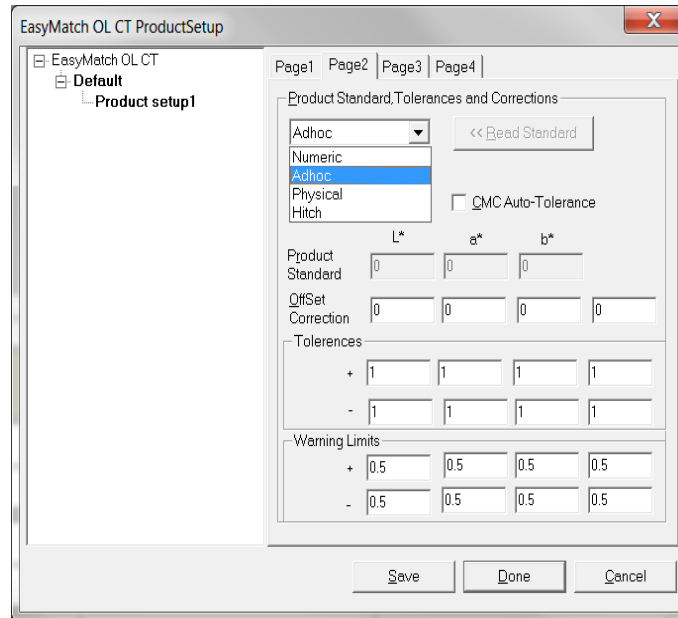 EasyMatch OL CT ProductSetup
X
EasyMatch OL CT
Default
Product setup1
Page1 Page2 Page3 Page4
Product Standard,Tolerances and Corrections
Adhoc << Read Standard
Numeric
Adhoc
Physical
Hitch
CMC Auto-Tolerance
L* a* b*
Product
Standard 0 0 0
OffSet
Correction 0 0 0 0
Tolerences
+ 1 1 1 1
- 1 1 1 1
Warning Limits
+ 0.5 0.5 0.5 0.5
- 0.5 0.5 0.5 0.5
Save Done Cancel